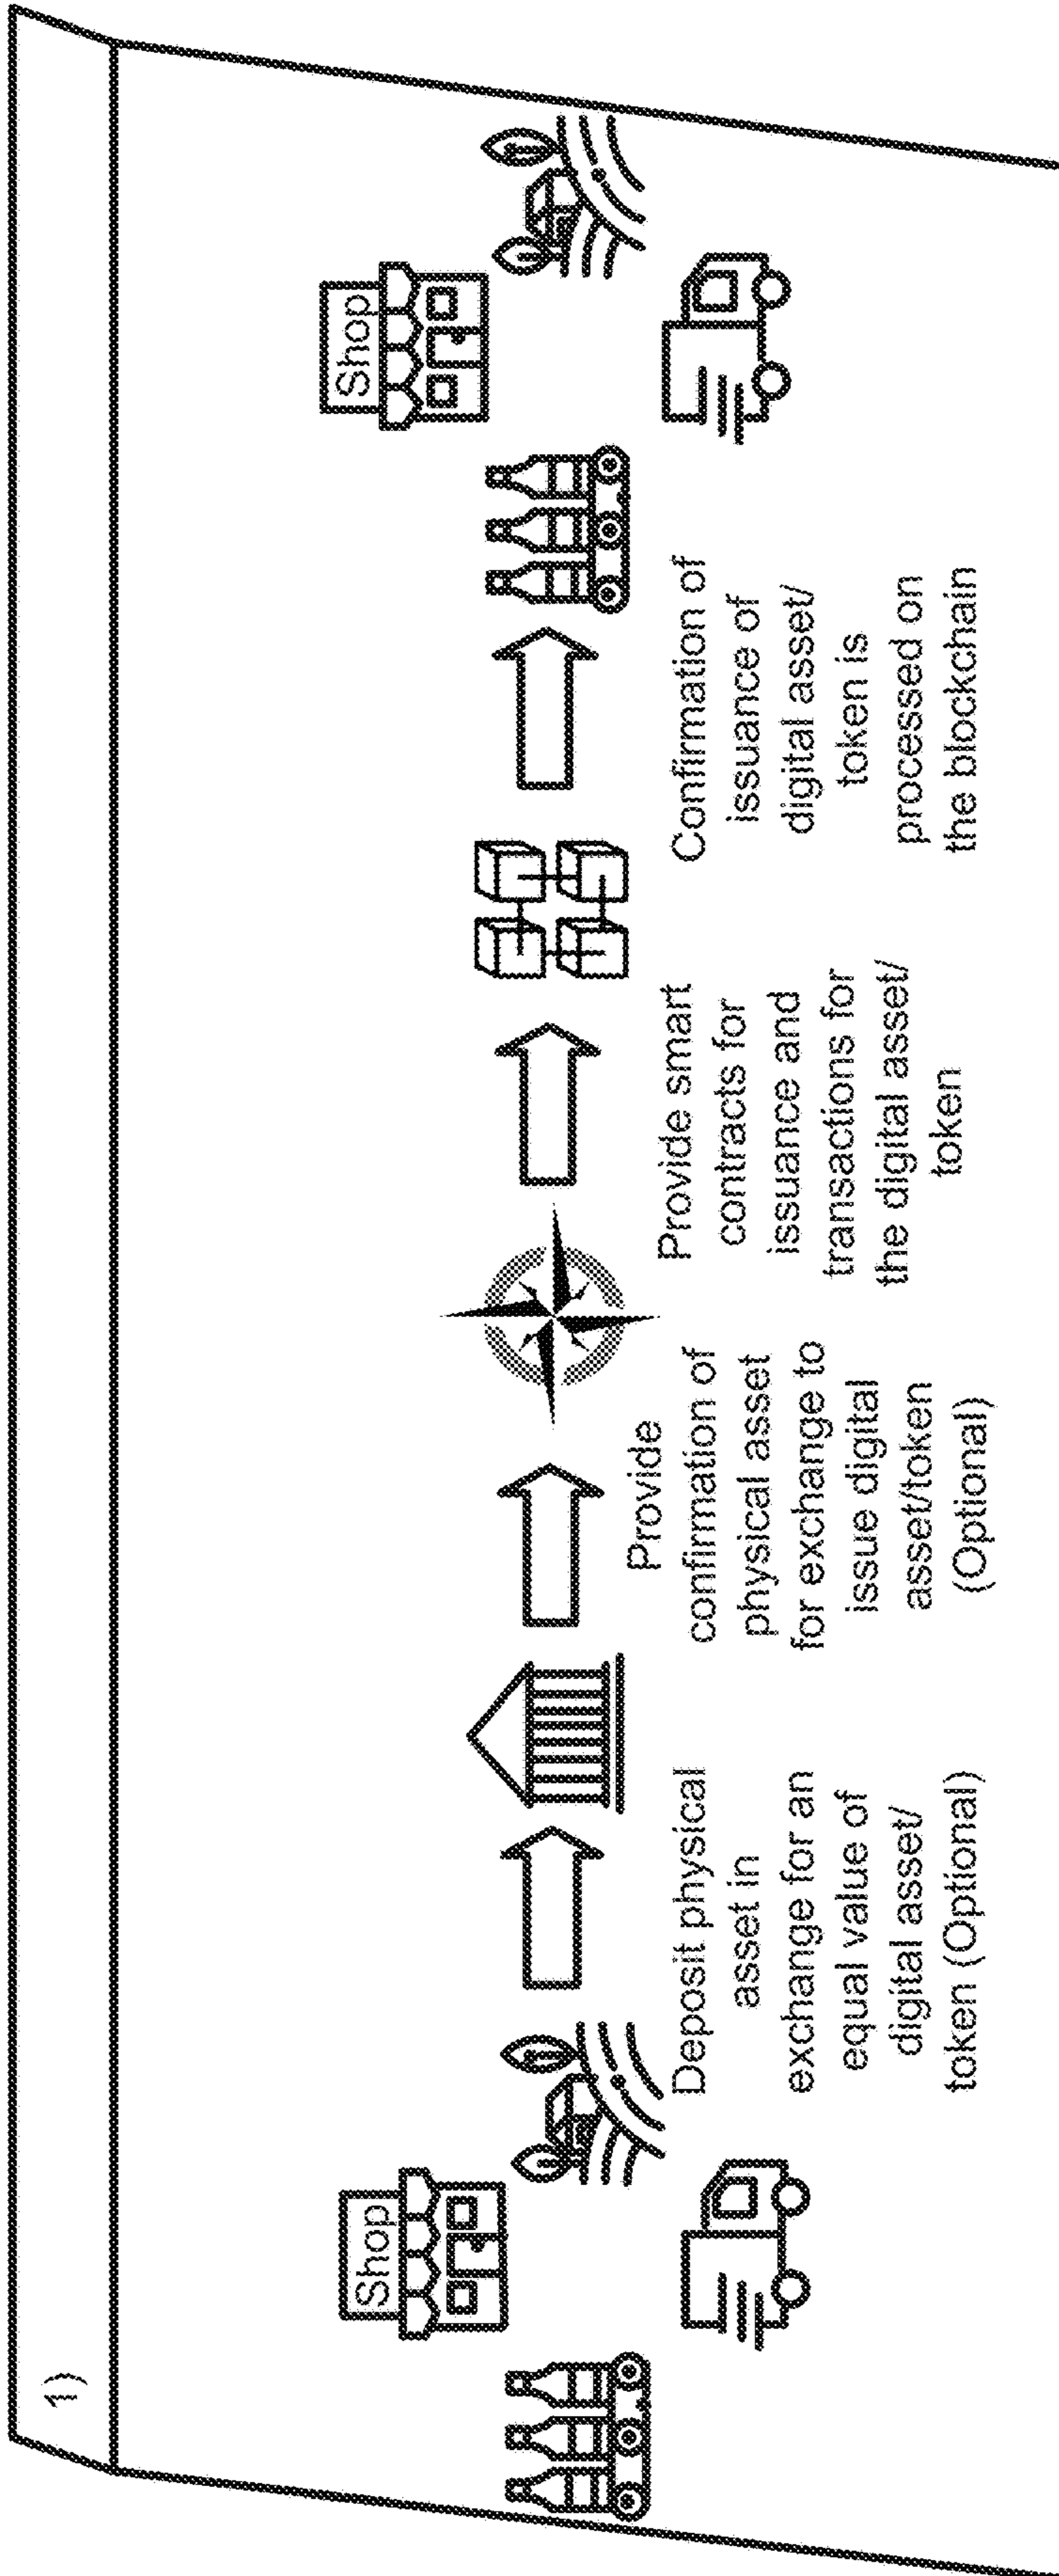 1)
Shop
Shop
Deposit physical
asset in
exchange for an
equal value of
digital asset/
token (Optional)
Provide
confirmation of
physical asset
for exchange to
issue digital
asset/token
(Optional)
Provide smart
contracts for
issuance and
transactions for
the digital asset/
token
Confirmation of
issuance of
digital asset/
token is
processed on
the blockchain